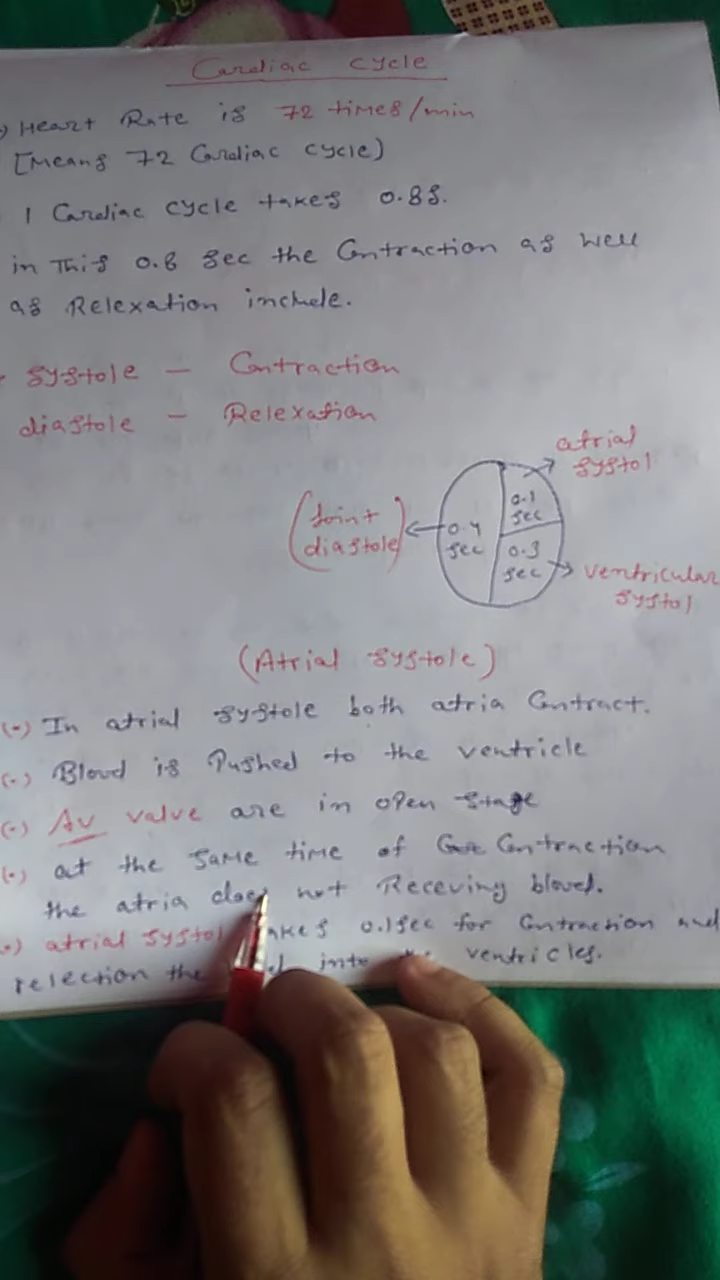 Cardiac cycle
Heart Rate is 72 times/min
[Means 72 Cardiac cycle)
1 Cardiac cycle takes 0.8s.
in This 0.8 sec the Contraction as well
as Relexation include.
systole - Contraction
diastole - Relexation
atrial
systol
(Joint
diastole)
0.4
sec
0.1
sec
0.3
sec
ventricular
systol
(Atrial systole)
(•) In atrial systole both atria Contract.
(•) Blood is Pushed to the ventricle
(•) AV valve are in open stage
(•) at the same time of Contraction
the atria does not Receving blood.
(•) atrial systol takes 0.1sec for Contraction and
relection the into the ventricles.